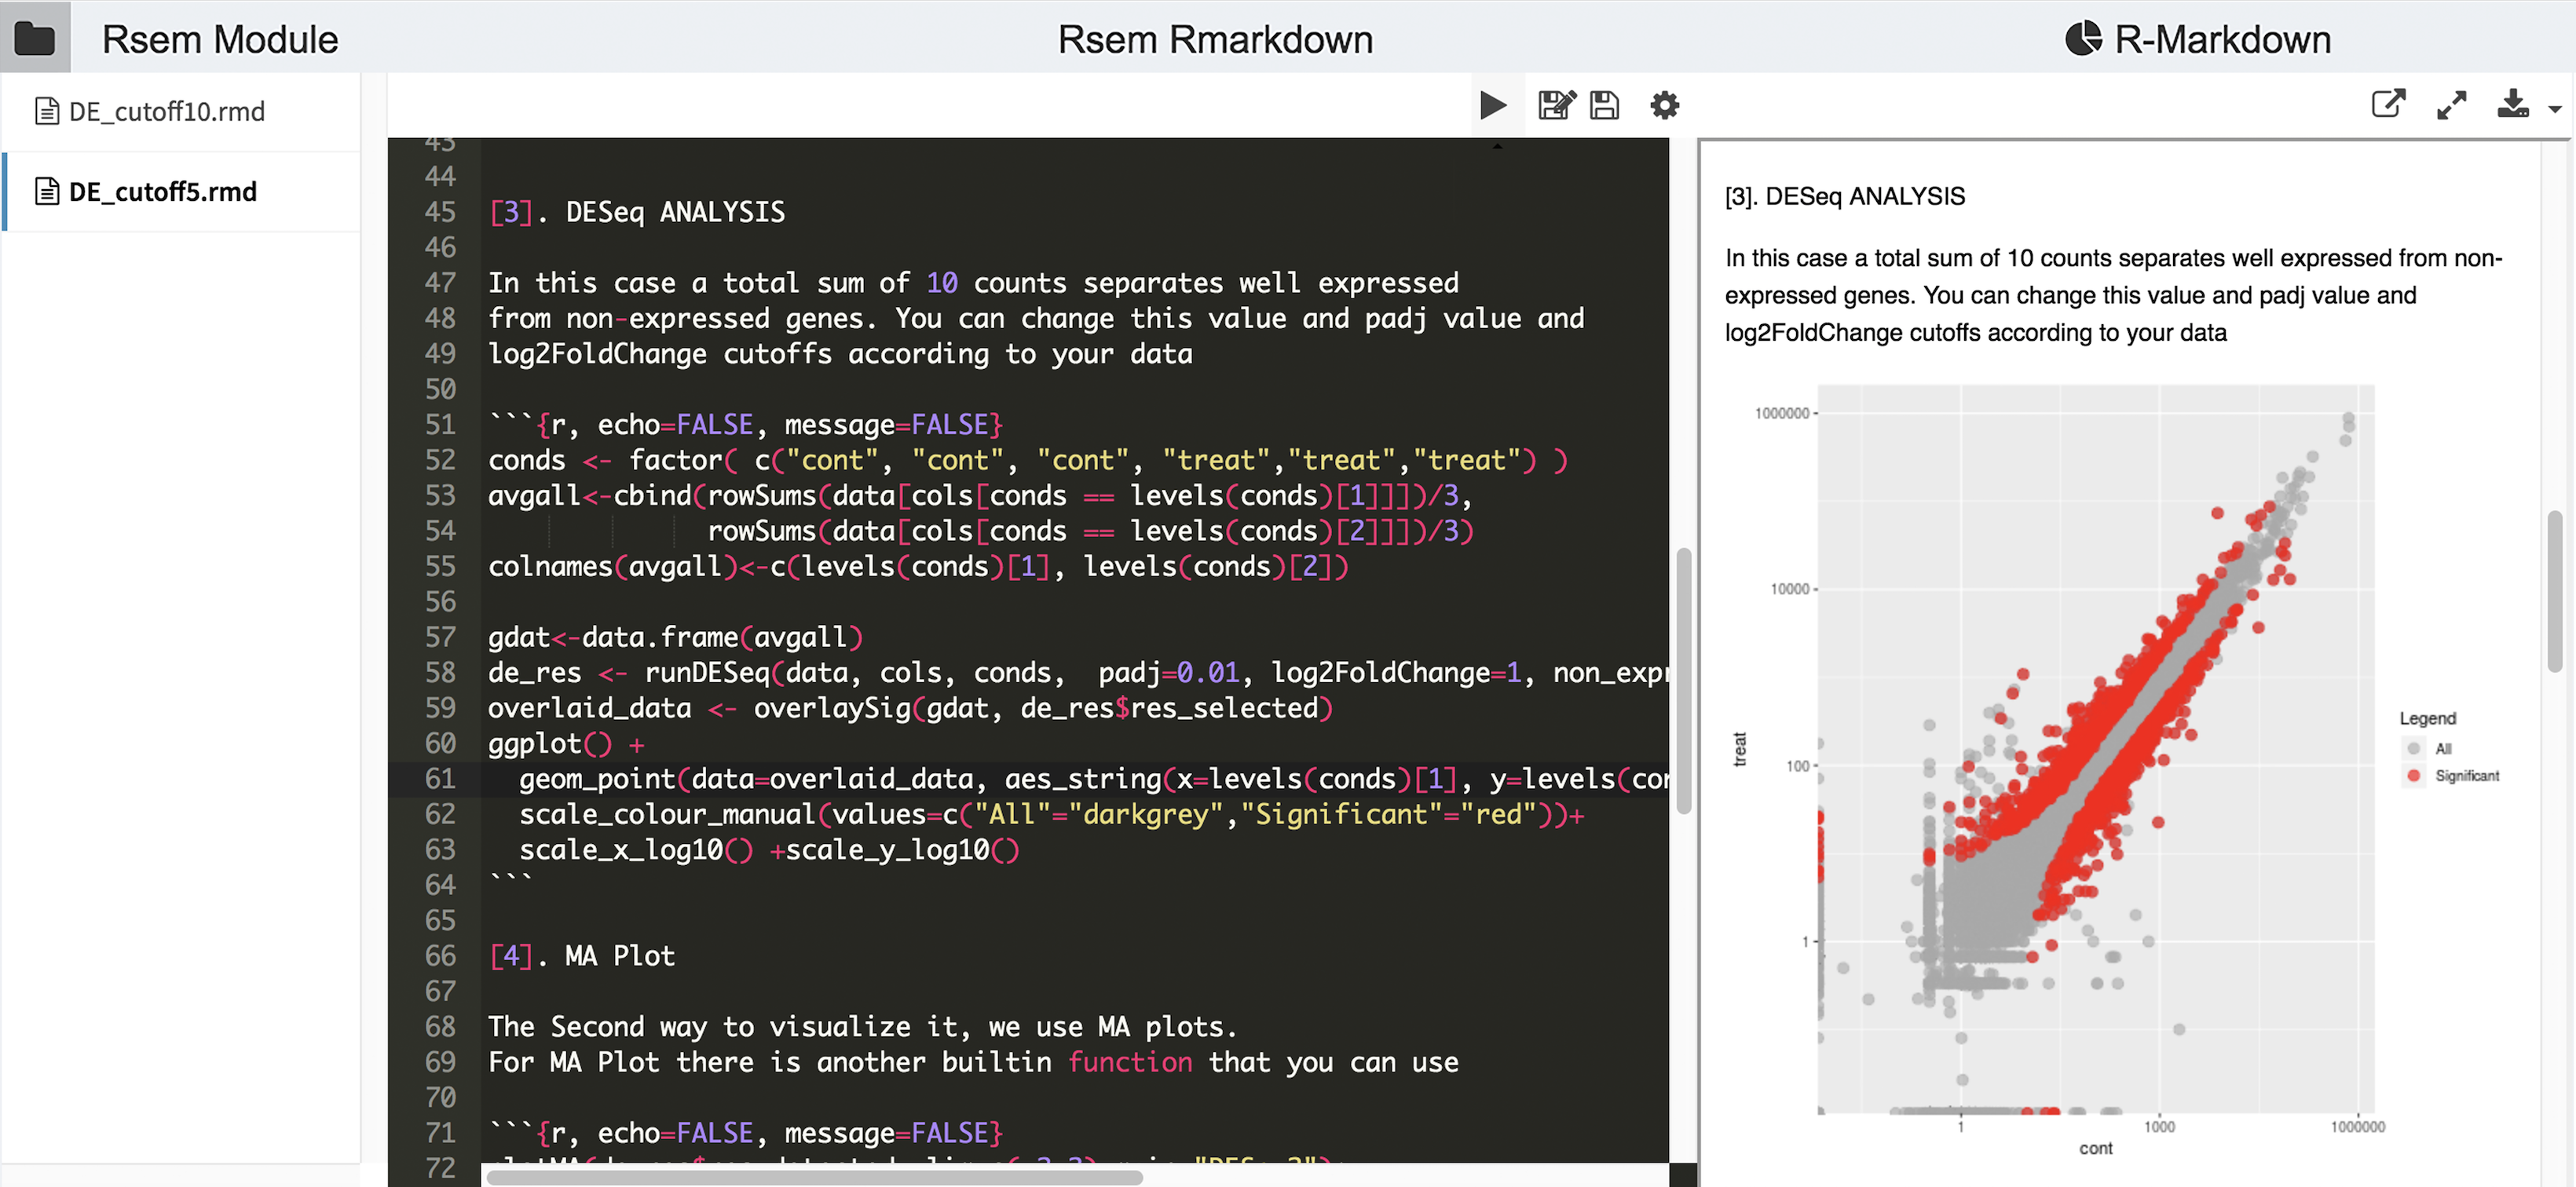 Rsem Module
Rsem Rmarkdown
R-Markdown
DE_cutoff10.rmd
DE_cutoff5.rmd
43
44
45 [3]. DESeq ANALYSIS
46
47 In this case a total sum of 10 counts separates well expressed
48 from non-expressed genes. You can change this value and padj value and
49 log2FoldChange cutoffs according to your data
50
51 ```{r, echo=FALSE, message=FALSE}
52 conds <- factor( c("cont", "cont", "cont", "treat","treat","treat") )
53 avgall<-cbind(rowSums(data[cols[conds == levels(conds)[1]]])/3,
54 rowSums(data[cols[conds == levels(conds)[2]]])/3)
55 colnames(avgall)<-c(levels(conds)[1], levels(conds)[2])
56
57 gdat<-data.frame(avgall)
58 de_res <- runDESeq(data, cols, conds,  padj=0.01, log2FoldChange=1, non_expr
59 overlaid_data <- overlaySig(gdat, de_res$res_selected)
60 ggplot() +
61 geom_point(data=overlaid_data, aes_string(x=levels(conds)[1], y=levels(con
62 scale_colour_manual(values=c("All"="darkgrey","Significant"="red"))+
63 scale_x_log10() +scale_y_log10()
64 ```
65
66 [4]. MA Plot
67
68 The Second way to visualize it, we use MA plots.
69 For MA Plot there is another builtin function that you can use
70
71 ```{r, echo=FALSE, message=FALSE}
72
[3]. DESeq ANALYSIS
In this case a total sum of 10 counts separates well expressed from non-
expressed genes. You can change this value and padj value and
log2FoldChange cutoffs according to your data
1000000
10000
100
1
treat
1
1000
1000000
cont
Legend
All
Significant